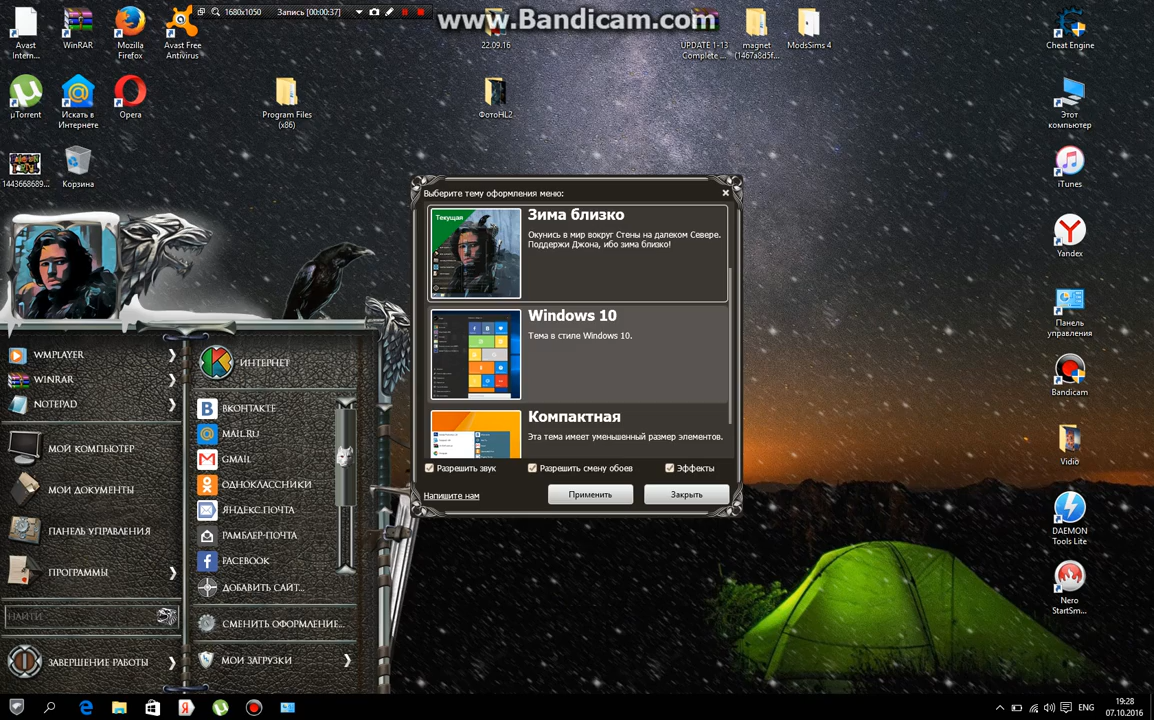 1680x1050
Запись [00:00:37]
www.Bandicam.com
Avast
Intern...
WinRAR
Mozilla
Firefox
Avast Free
Antivirus
22.09.16
UPDATE 1-13
Complete ...
magnet
(1467a8d5f...
ModsSims 4
Cheat Engine
µTorrent
Искать в
Интернете
Opera
Program Files
(x86)
ФотоHL2
Этот
компьютер
1443668689...
Корзина
iTunes
Yandex
Панель
управления
Bandicam
Vidio
DAEMON
Tools Lite
Nero
StartSm...
Выберите тему оформления меню:
Текущая
Зима близко
Окунись в мир вокруг Стены на далеком Севере.
Поддержи Джона, ибо зима близко!
Windows 10
Тема в стиле Windows 10.
Компактная
Эта тема имеет уменьшенный размер элементов.
Разрешить звук
Разрешить смену обоев
Эффекты
Напишите нам
Применить
Закрыть
WMPLAYER
WINRAR
NOTEPAD
МОЙ КОМПЬЮТЕР
МОИ ДОКУМЕНТЫ
ПАНЕЛЬ УПРАВЛЕНИЯ
ПРОГРАММЫ
НАЙТИ
ЗАВЕРШЕНИЕ РАБОТЫ
ИНТЕРНЕТ
ВКОНТАКТЕ
MAIL.RU
GMAIL
ОДНОКЛАССНИКИ
ЯНДЕКС.ПОЧТА
РАМБЛЕР-ПОЧТА
FACEBOOK
ДОБАВИТЬ САЙТ...
СМЕНИТЬ ОФОРМЛЕНИЕ...
МОИ ЗАГРУЗКИ
ENG
19:28
07.10.2016